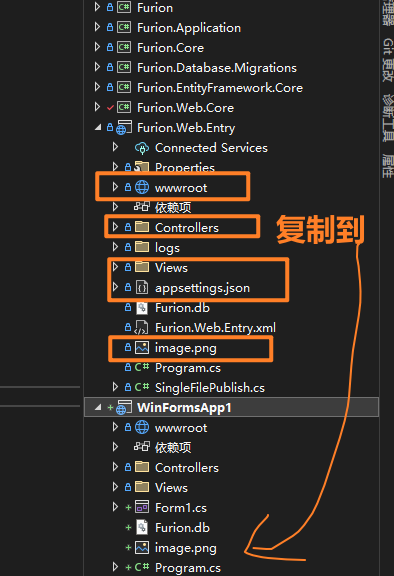 Furion
Furion.Application
Furion.Core
Furion.Database.Migrations
Furion.EntityFramework.Core
Furion.Web.Core
Furion.Web.Entry
Connected Services
Properties
wwwroot
依赖项
Controllers
复制到
logs
Views
appsettings.json
Furion.db
Furion.Web.Entry.xml
image.png
Program.cs
SingleFilePublish.cs
WinFormsApp1
wwwroot
依赖项
Controllers
Views
Form1.cs
Furion.db
image.png
Program.cs
Git 更改
诊断工具
属性